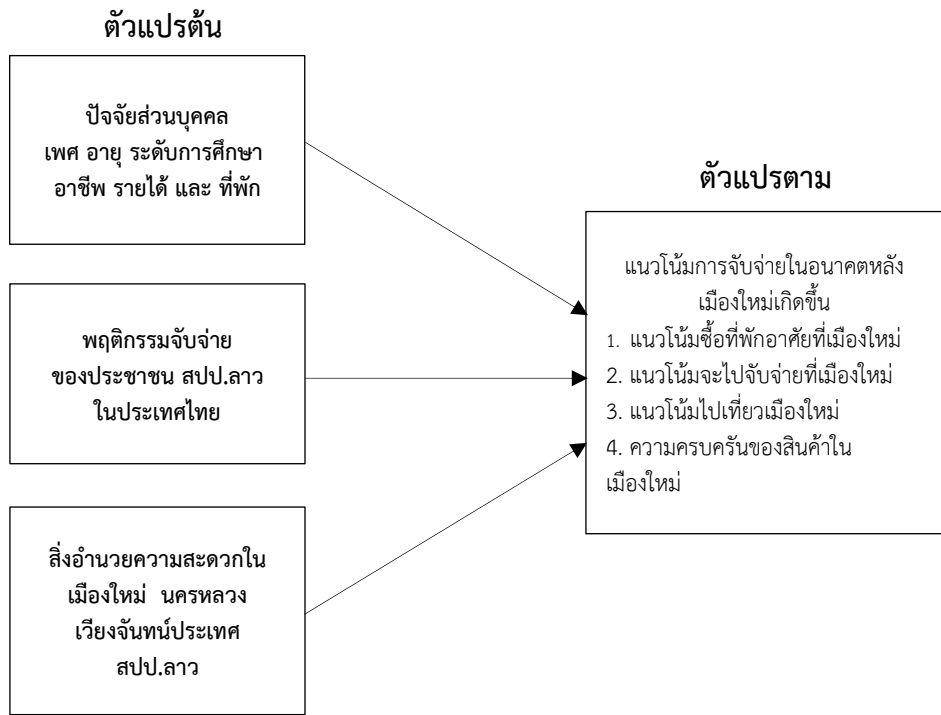 ตัวแปรต้น
ปัจจัยส่วนบุคคล
เพศ อายุ ระดับการศึกษา
อาชีพ รายได้ และ ที่พัก
พฤติกรรมจับจ่าย
ของประชาชน สปป.ลาว
ในประเทศไทย
สิ่งอำนวยความสะดวกใน
เมืองใหม่ นครหลวง
เวียงจันทน์ประเทศ
สปป.ลาว
ตัวแปรตาม
แนวโน้มการจับจ่ายในอนาคตหลัง
เมืองใหม่เกิดขึ้น
1. แนวโน้มซื้อที่พักอาศัยที่เมืองใหม่
2. แนวโน้มจะไปจับจ่ายที่เมืองใหม่
3. แนวโน้มไปเที่ยวเมืองใหม่
4. ความครบครันของสินค้าใน
เมืองใหม่